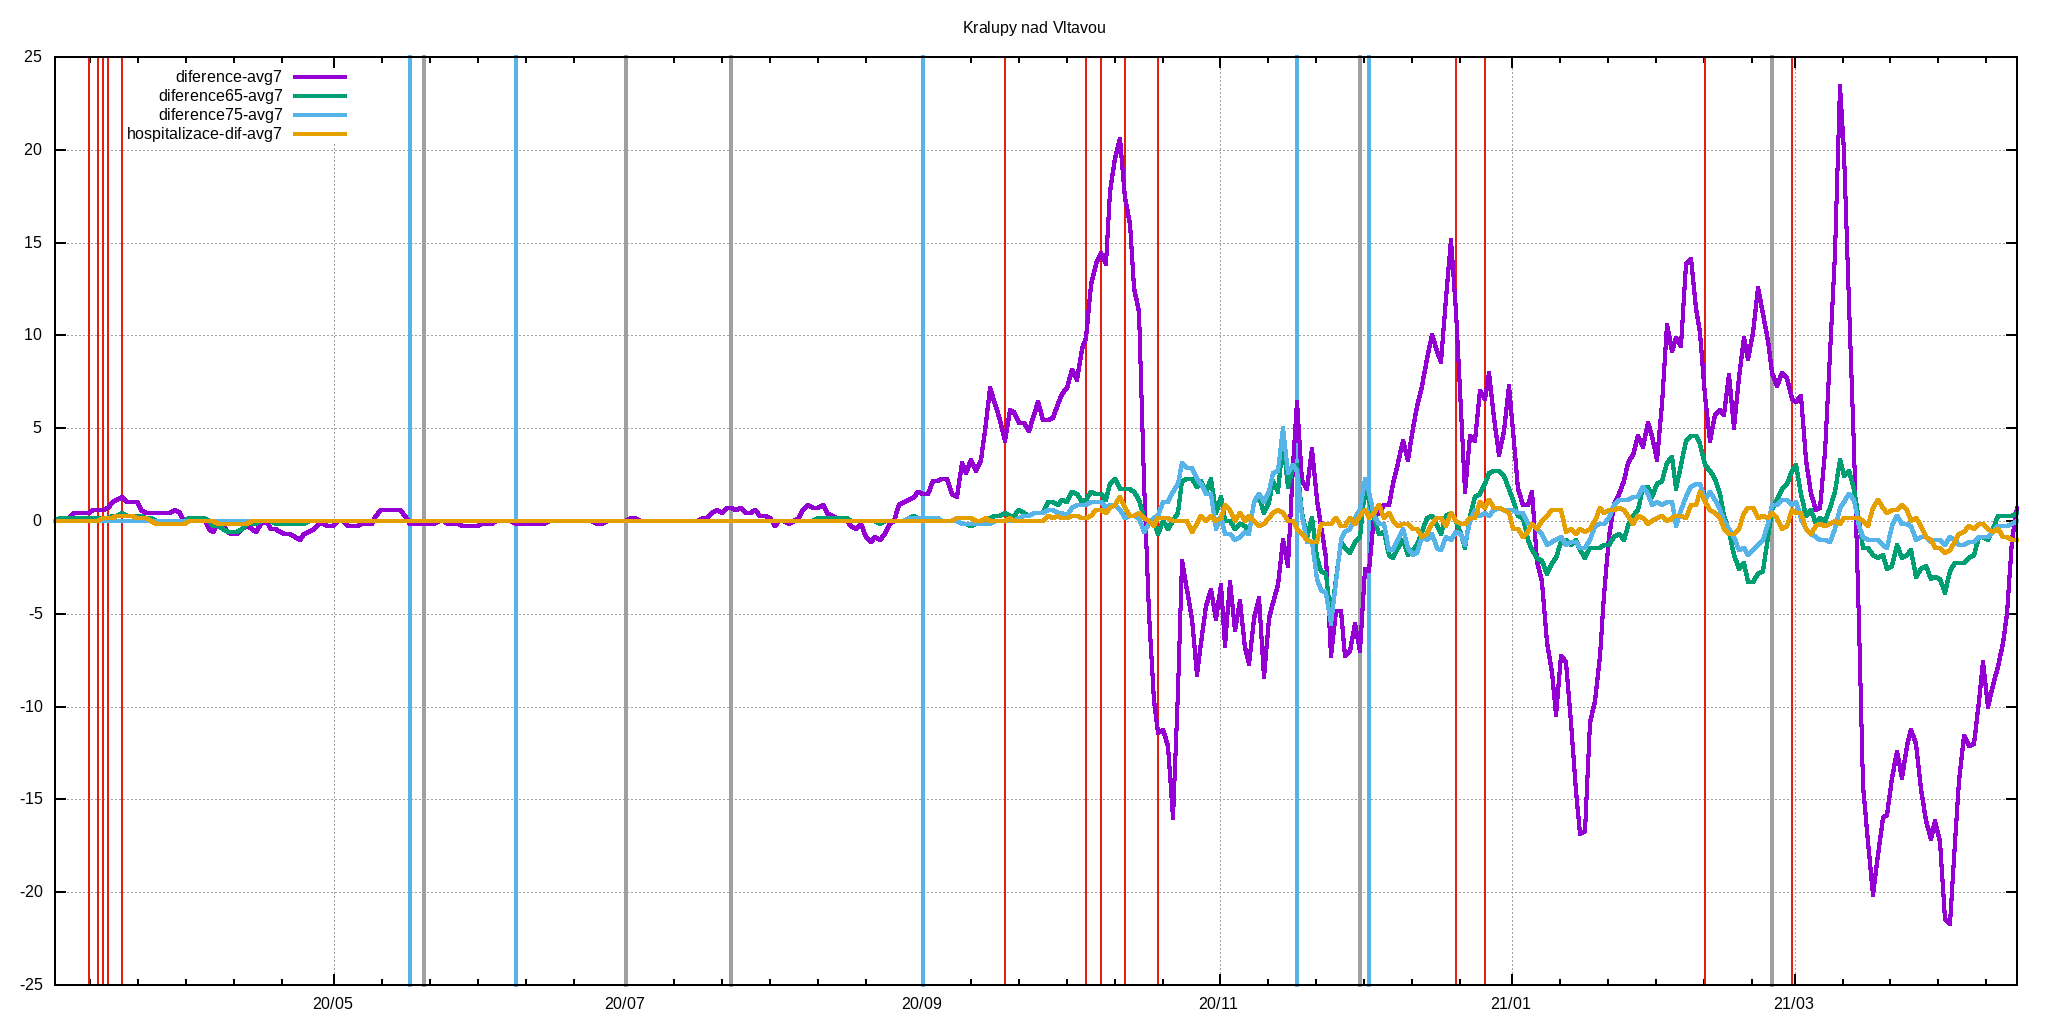 Kralupy nad Vltavou
diference-avg7
diference65-avg7
diference75-avg7
hospitalizace-dif-avg7
25
20
15
10
5
0
-5
-10
-15
-20
-25
20/05 20/07 20/09 20/11 21/01 21/03